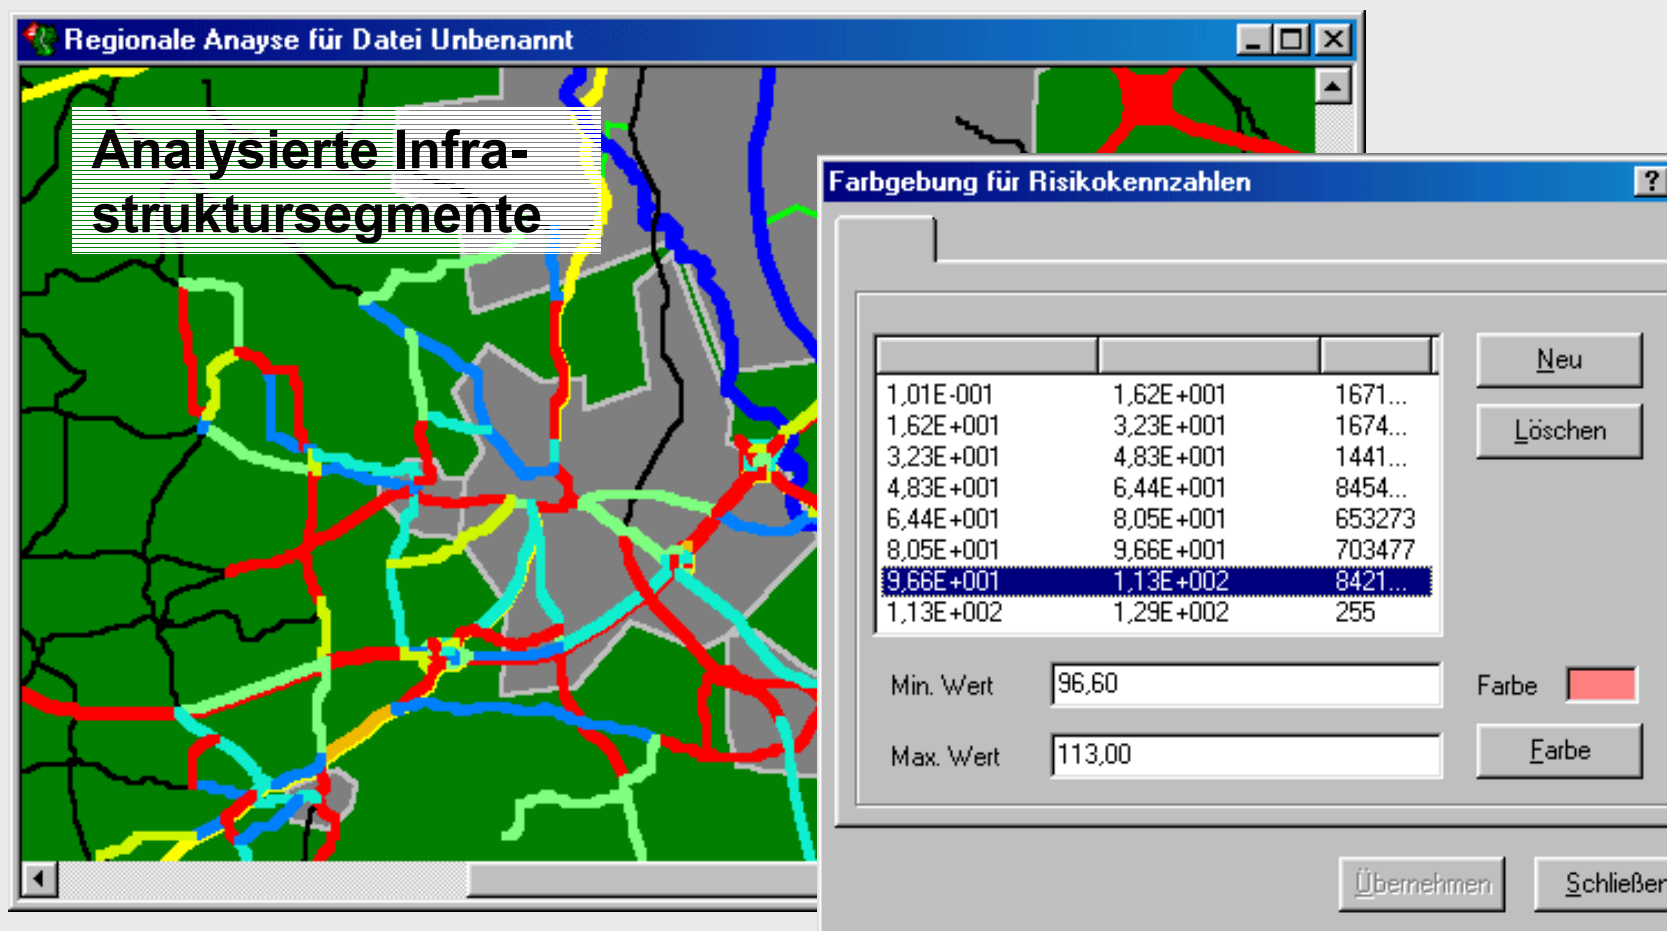 Regionale Anayse für Datei Unbenannt
Analysierte Infra-
struktursegmente
Farbgebung für Risikokennzahlen
?
1,01E-001 1,62E+001 1671...
1,62E+001 3,23E+001 1674...
3,23E+001 4,83E+001 1441...
4,83E+001 6,44E+001 8454...
6,44E+001 8,05E+001 653273
8,05E+001 9,66E+001 703477
9,66E+001 1,13E+002 8421...
1,13E+002 1,29E+002 255
Neu
Löschen
Min. Wert 96,60 Farbe
Max. Wert 113,00 Farbe
Übernehmen Schließen